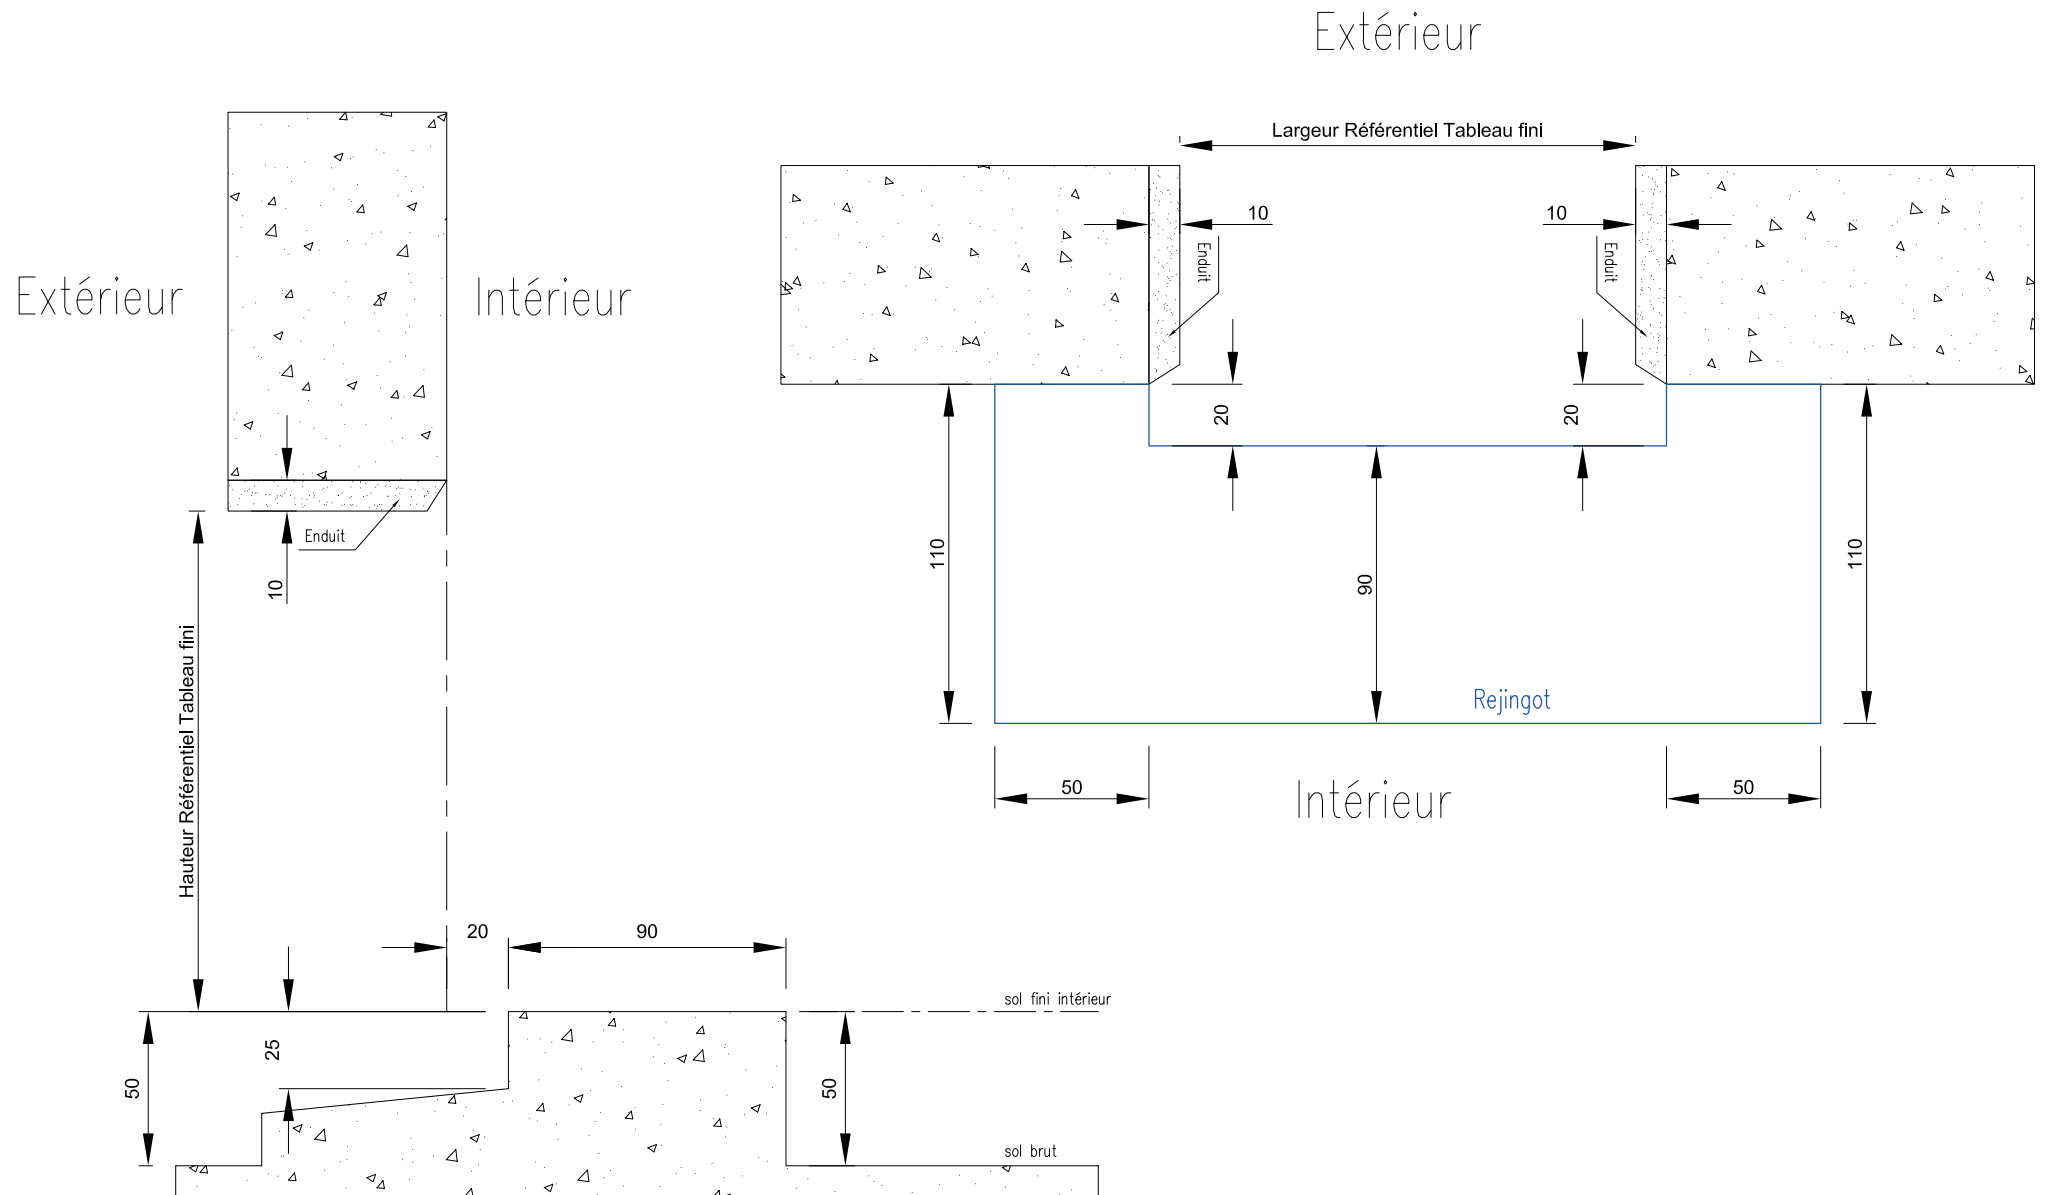 Extérieur
Largeur Référentiel Tableau fini
10
10
Enduit
Enduit
Extérieur
Intérieur
20
20
Enduit
10
110
90
110
Hauteur Référentiel Tableau fini
Rejingot
50
50
Intérieur
20
90
sol fini intérieur
25
50
50
sol brut